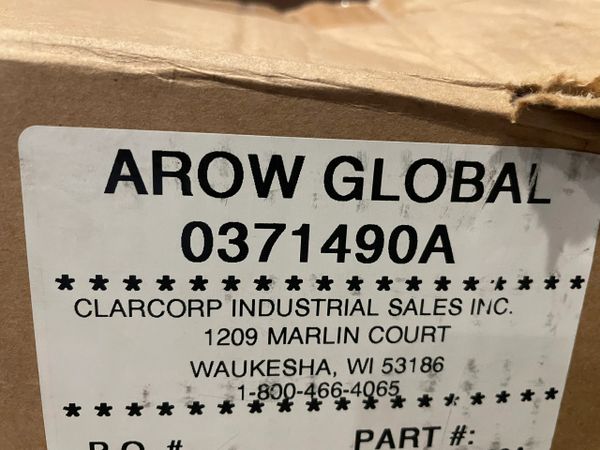 AROW GLOBAL
0371490A
* * * * * * * * * * * * * * * * * * * *
CLARCORP INDUSTRIAL SALES INC.
1209 MARLIN COURT
WAUKESHA, WI 53186
1-800-466-4065
* * * * * * * * * * * * * * * * * *
P.O. # PART #: